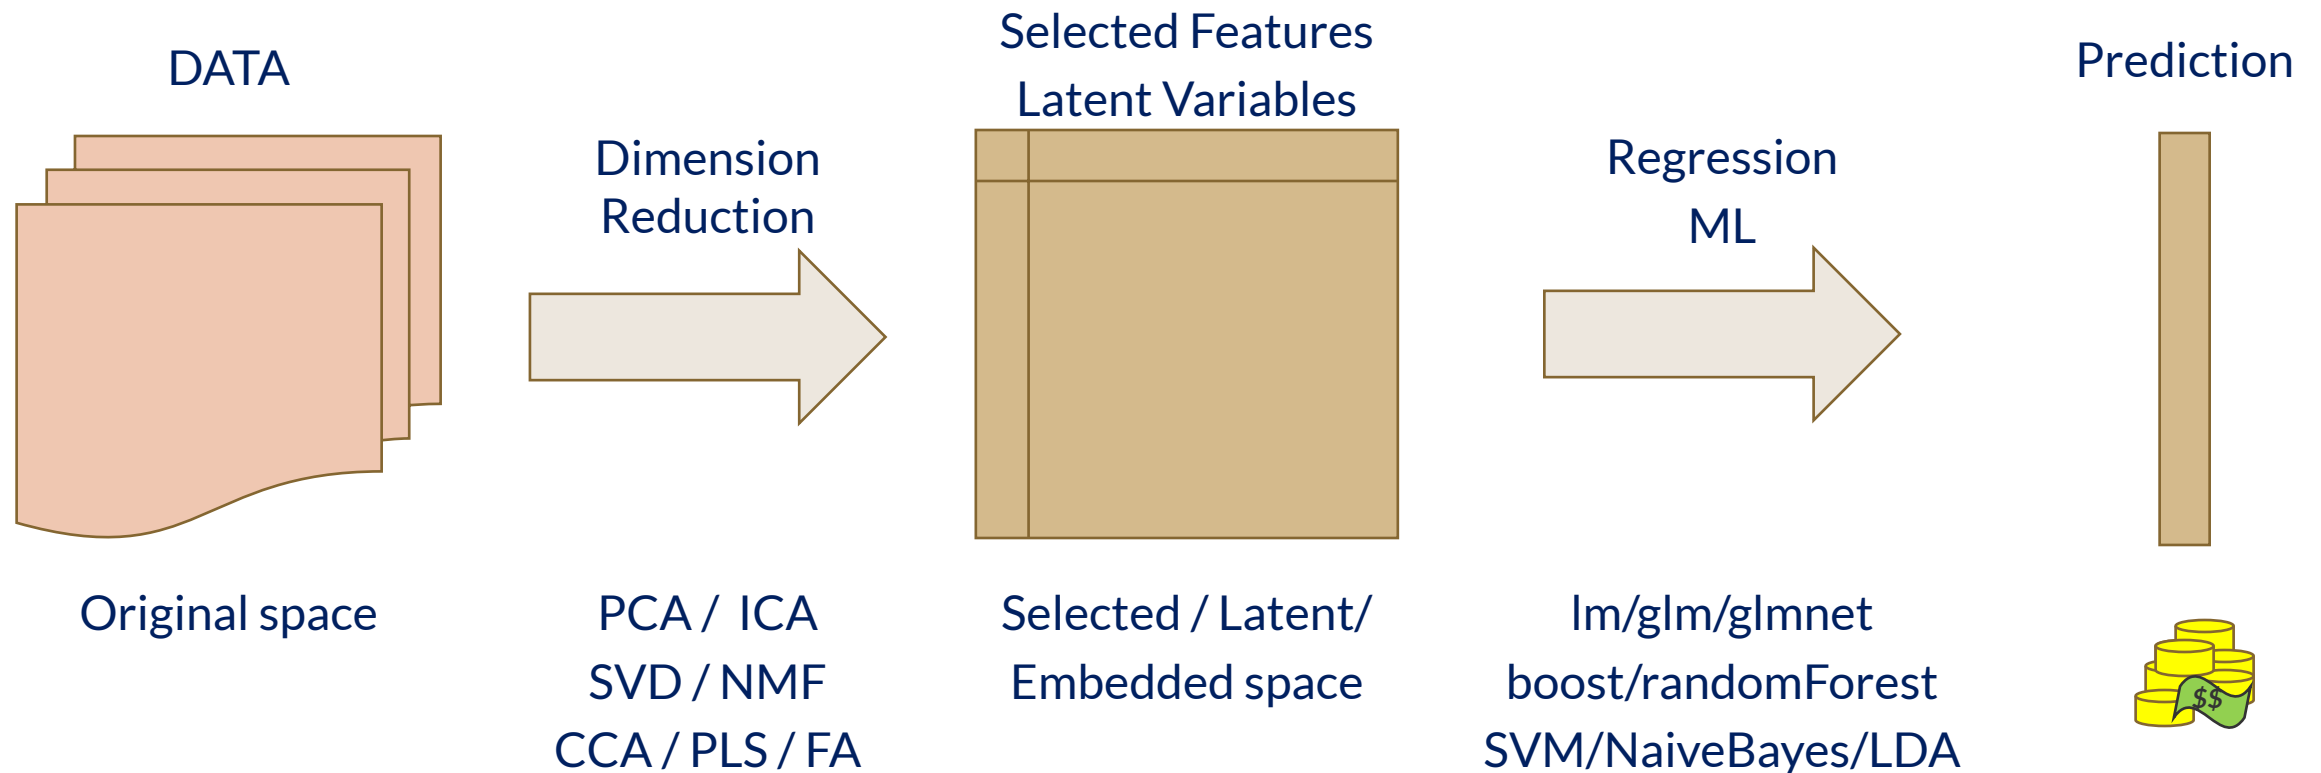 DATA
Original space
Dimension
Reduction
PCA / ICA
SVD / NMF
CCA / PLS / FA
Selected Features
Latent Variables
Selected / Latent/
Embedded space
Regression
ML
lm/glm/glmnet
boost/randomForest
SVM/NaiveBayes/LDA
Prediction
$$